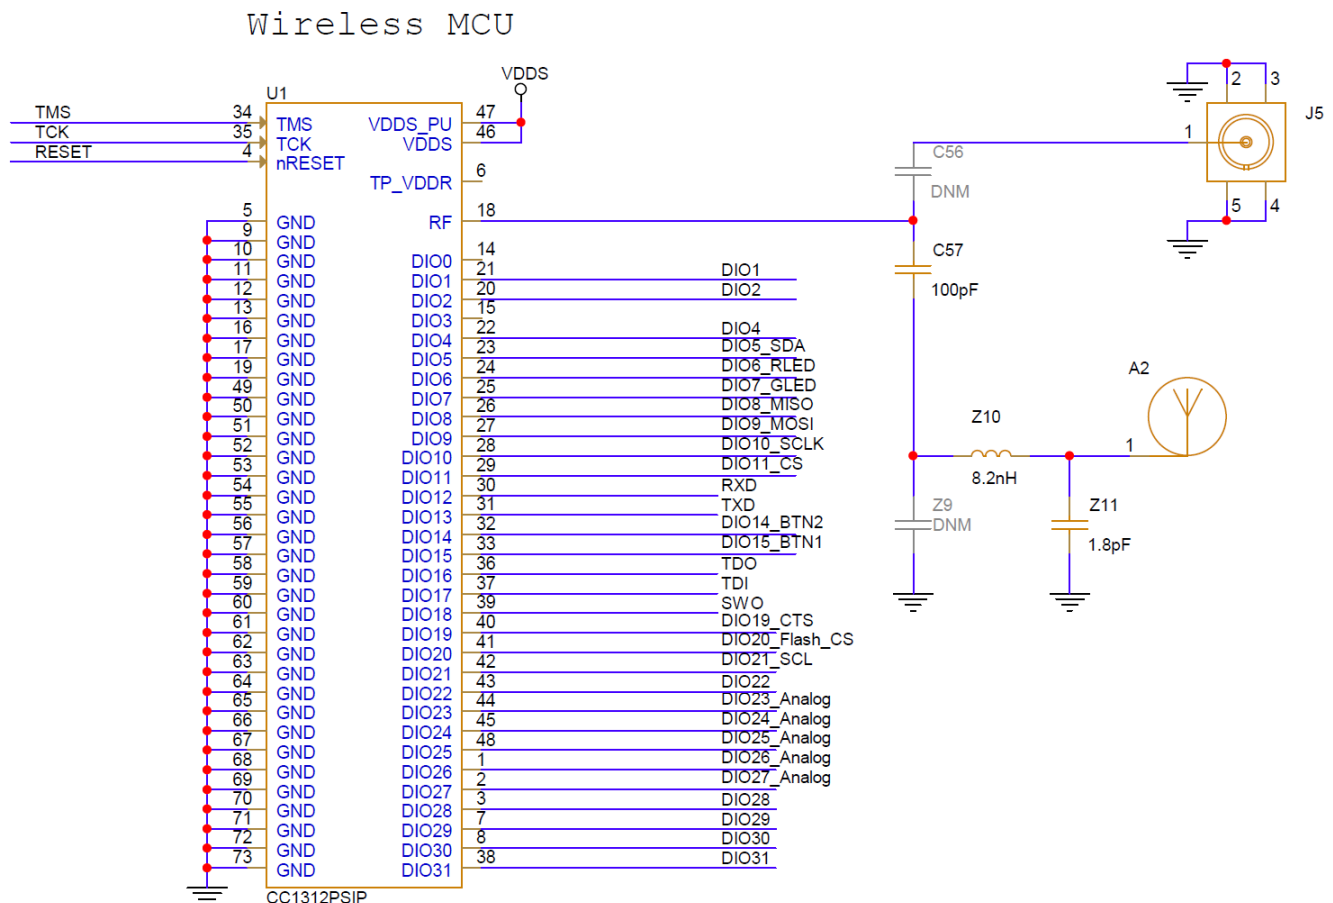 Wireless MCU
VDDS
U1
TMS 34 TMS VDDS_PU 47
TCK 35 TCK VDDS 46
RESET 4 nRESET
TP_VDDR 6
5 GND RF 18
9 GND
10 GND DIO0 14
11 GND DIO1 21 DIO1
12 GND DIO2 20 DIO2
13 GND DIO3 15
16 GND DIO4 22 DIO4
17 GND DIO5 23 DIO5_SDA
19 GND DIO6 24 DIO6_RLED
49 GND DIO7 25 DIO7_GLED
50 GND DIO8 26 DIO8_MISO
51 GND DIO9 27 DIO9_MOSI
52 GND DIO10 28 DIO10_SCLK
53 GND DIO11 29 DIO11_CS
54 GND DIO12 30 RXD
55 GND DIO13 31 TXD
56 GND DIO14 32 DIO14_BTN2
57 GND DIO15 33 DIO15_BTN1
58 GND DIO16 36 TDO
59 GND DIO17 37 TDI
60 GND DIO18 39 SWO
61 GND DIO19 40 DIO19_CTS
62 GND DIO20 41 DIO20_Flash_CS
63 GND DIO21 42 DIO21_SCL
64 GND DIO22 43 DIO22
65 GND DIO23 44 DIO23_Analog
66 GND DIO24 45 DIO24_Analog
67 GND DIO25 48 DIO25_Analog
68 GND DIO26 1 DIO26_Analog
69 GND DIO27 2 DIO27_Analog
70 GND DIO28 3 DIO28
71 GND DIO29 7 DIO29
72 GND DIO30 8 DIO30
73 GND DIO31 38 DIO31
CC1312PSIP
2 3
J5
1
5 4
C56
DNM
C57
100pF
A2
1
Z10
8.2nH
Z9
DNM
Z11
1.8pF